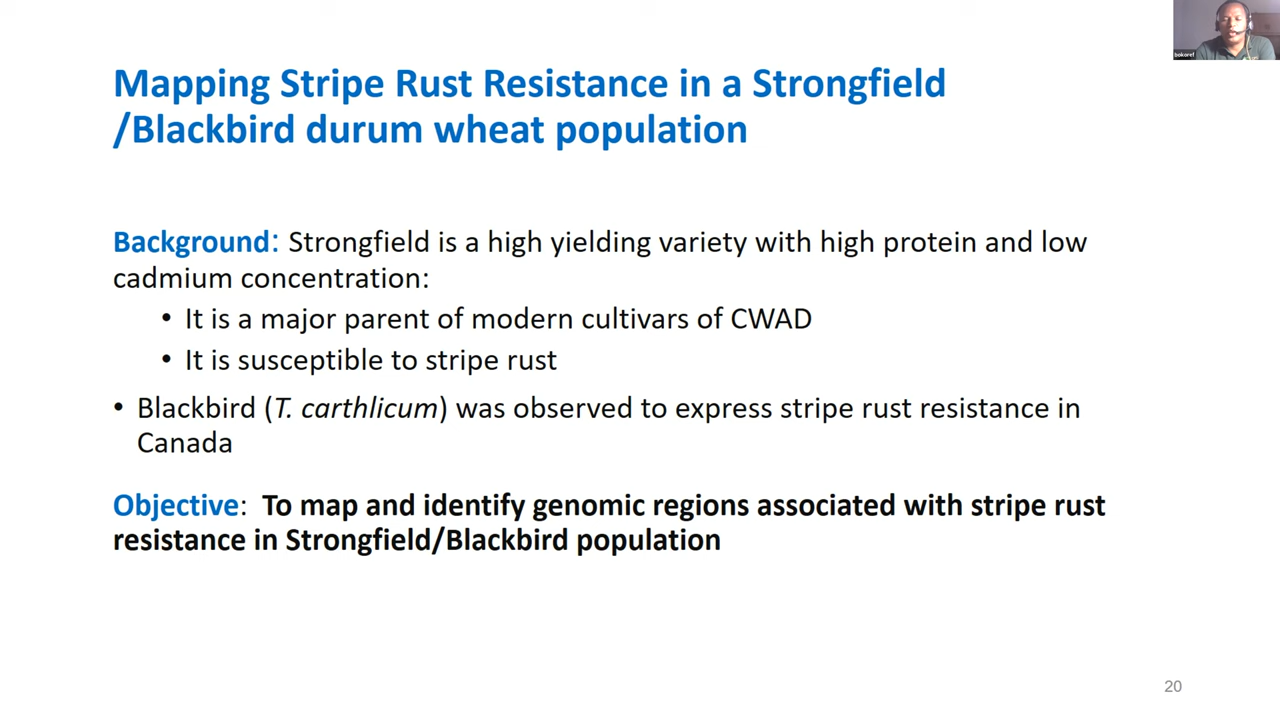 Mapping Stripe Rust Resistance in a Strongfield
/Blackbird durum wheat population
Background: Strongfield is a high yielding variety with high protein and low
cadmium concentration:
• It is a major parent of modern cultivars of CWAD
• It is susceptible to stripe rust
• Blackbird (T. carthlicum) was observed to express stripe rust resistance in
Canada
Objective: To map and identify genomic regions associated with stripe rust
resistance in Strongfield/Blackbird population
20
bokoref